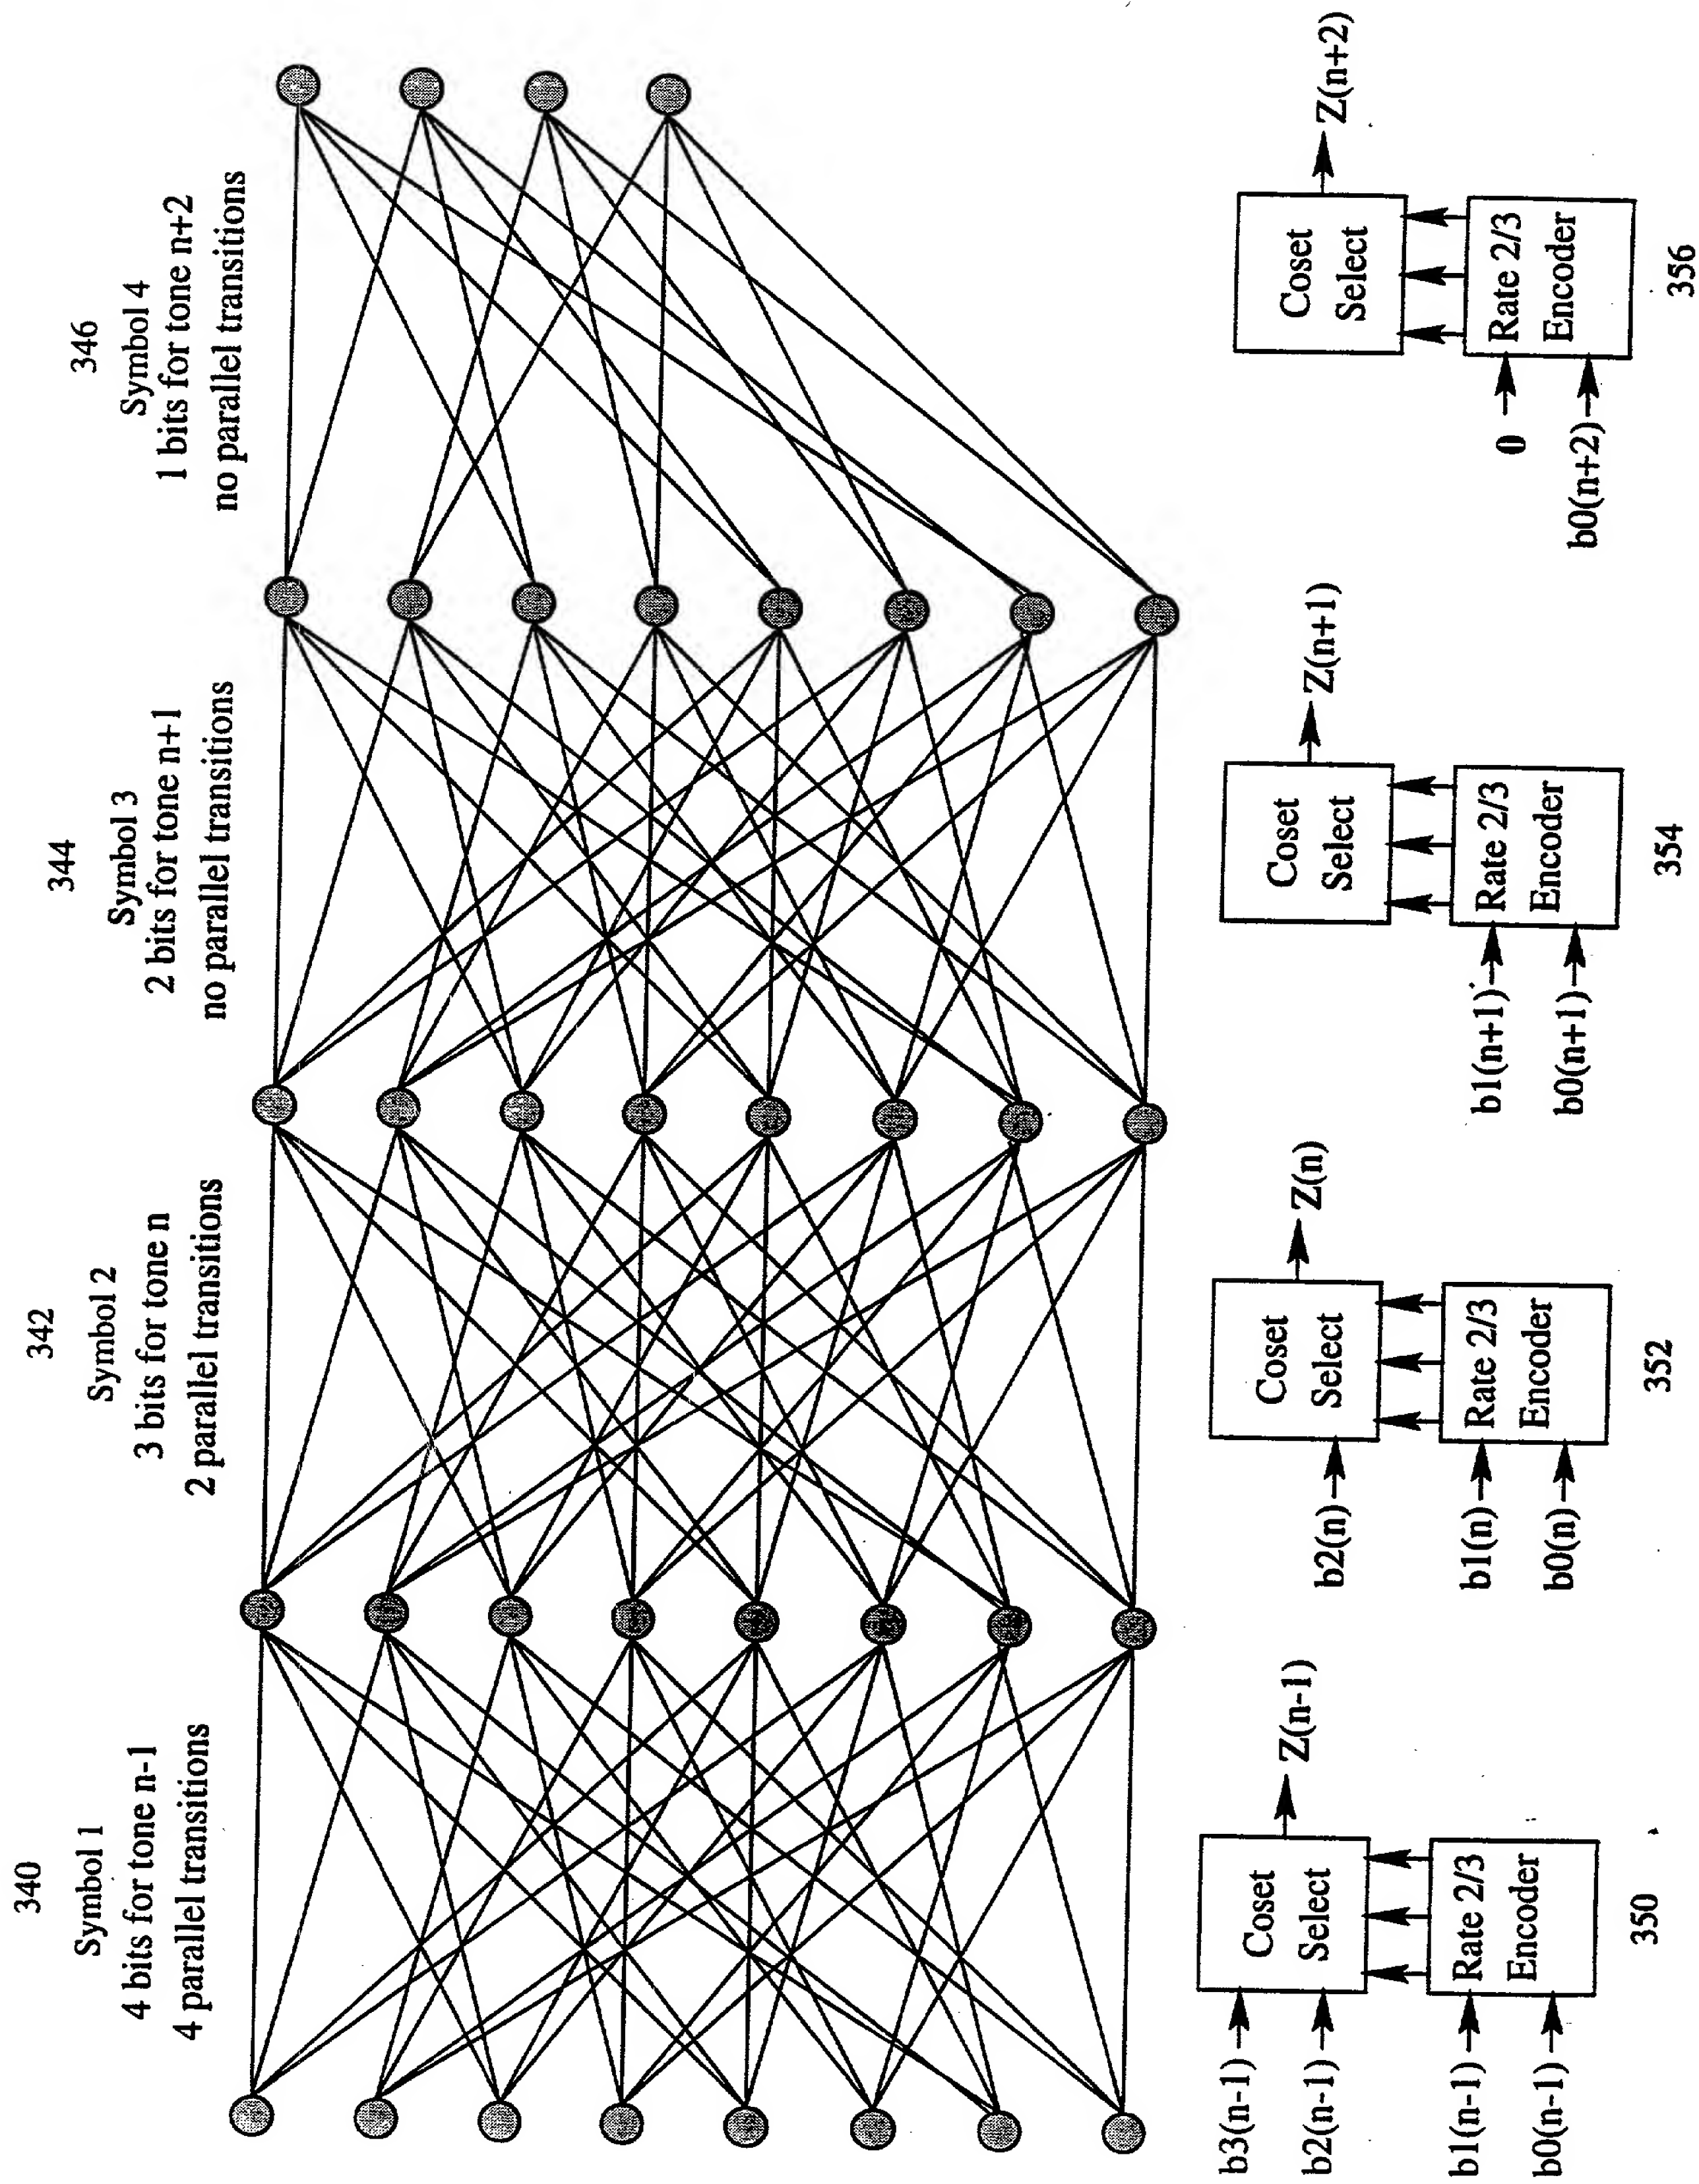 340
Symbol 1
4 bits for tone n-1
4 parallel transitions
342
Symbol 2
3 bits for tone n
2 parallel transitions
344
Symbol 3
2 bits for tone n+1
no parallel transitions
346
Symbol 4
1 bits for tone n+2
no parallel transitions
b3(n-1)
b2(n-1)
Coset
Select
Z(n-1)
b1(n-1)
b0(n-1)
Rate 2/3
Encoder
350
b2(n)
Coset
Select
Z(n)
b1(n)
b0(n)
Rate 2/3
Encoder
352
Coset
Select
Z(n+1)
b1(n+1)
b0(n+1)
Rate 2/3
Encoder
354
Coset
Select
Z(n+2)
0
b0(n+2)
Rate 2/3
Encoder
356